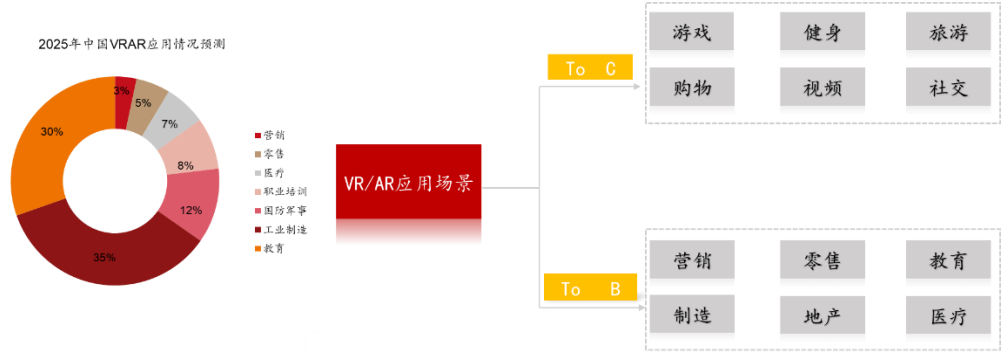 2025年中国VRAR应用情况预测
3%
5%
7%
8%
12%
35%
30%
营销
零售
医疗
职业培训
国防军事
工业制造
教育
VR/AR应用场景
To C
游戏 健身 旅游
购物 视频 社交
To B
营销 零售 教育
制造 地产 医疗